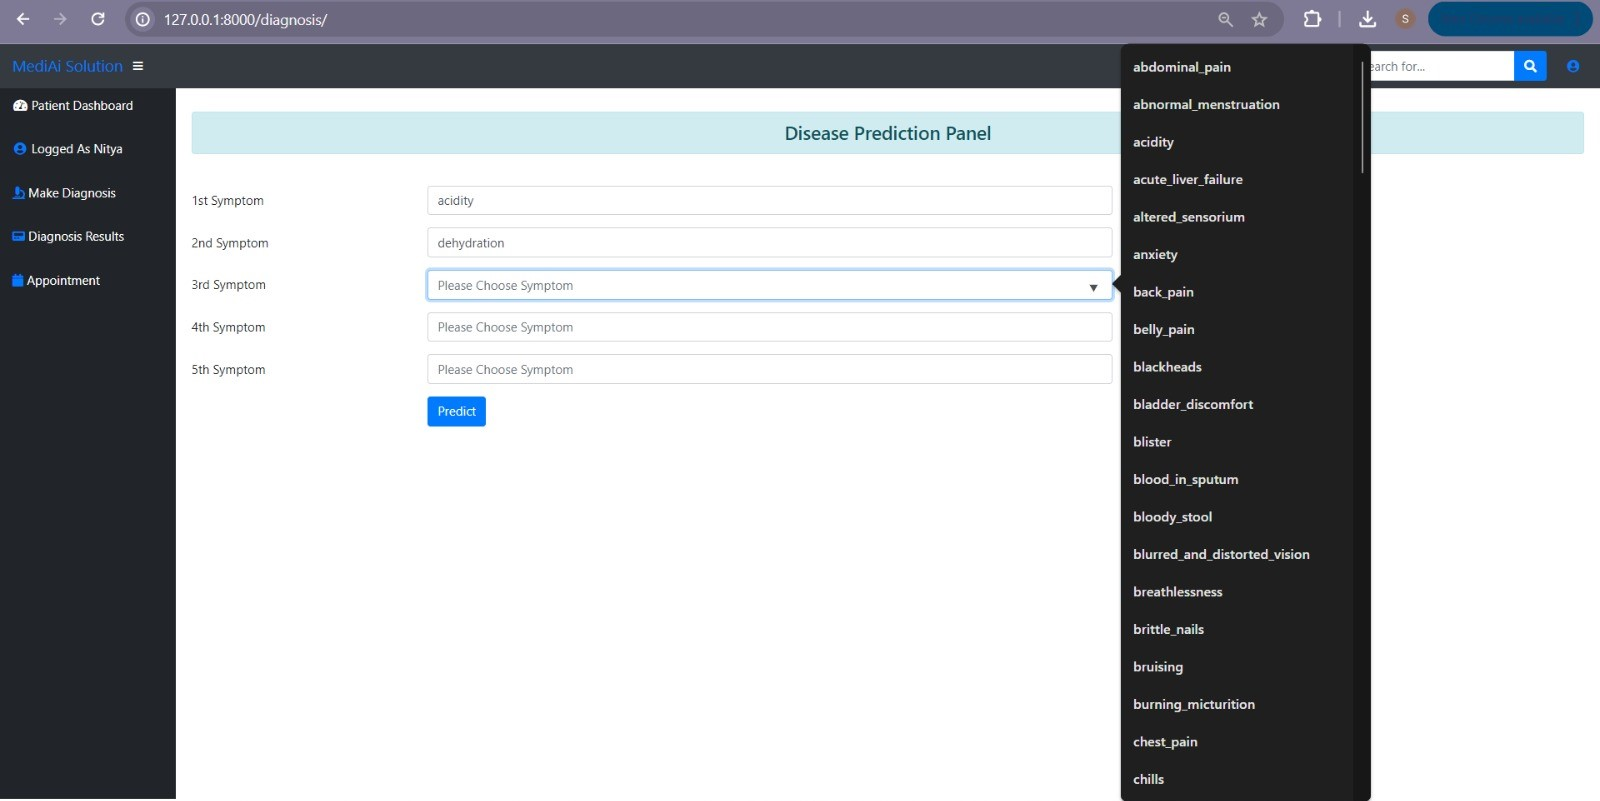 127.0.0.1:8000/diagnosis/
S
MediAi Solution
earch for...
Patient Dashboard
Logged As Nitya
Make Diagnosis
Diagnosis Results
Appointment
Disease Prediction Panel
1st Symptom
acidity
2nd Symptom
dehydration
3rd Symptom
Please Choose Symptom
4th Symptom
Please Choose Symptom
5th Symptom
Please Choose Symptom
Predict
abdominal_pain
abnormal_menstruation
acidity
acute_liver_failure
altered_sensorium
anxiety
back_pain
belly_pain
blackheads
bladder_discomfort
blister
blood_in_sputum
bloody_stool
blurred_and_distorted_vision
breathlessness
brittle_nails
bruising
burning_micturition
chest_pain
chills